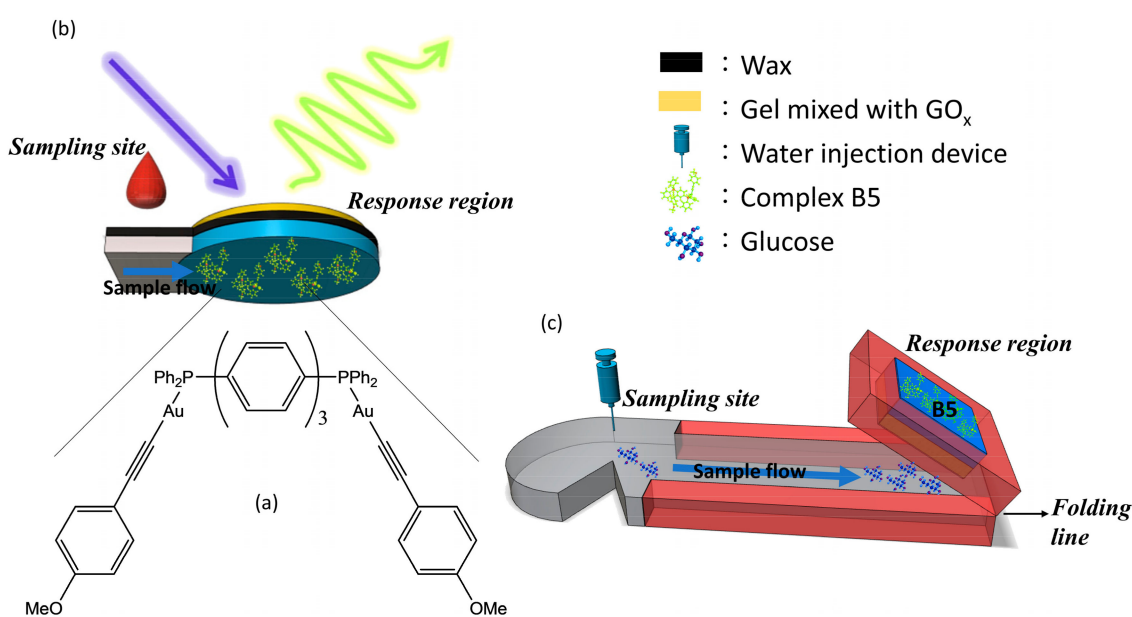 (b)
Sampling site
Response region
Sample flow
: Wax
: Gel mixed with GOx
: Water injection device
: Complex B5
: Glucose
Ph2P
3
PPh2
Au
Au
(a)
MeO
OMe
(c)
Response region
B5
Sampling site
Sample flow
Folding
line